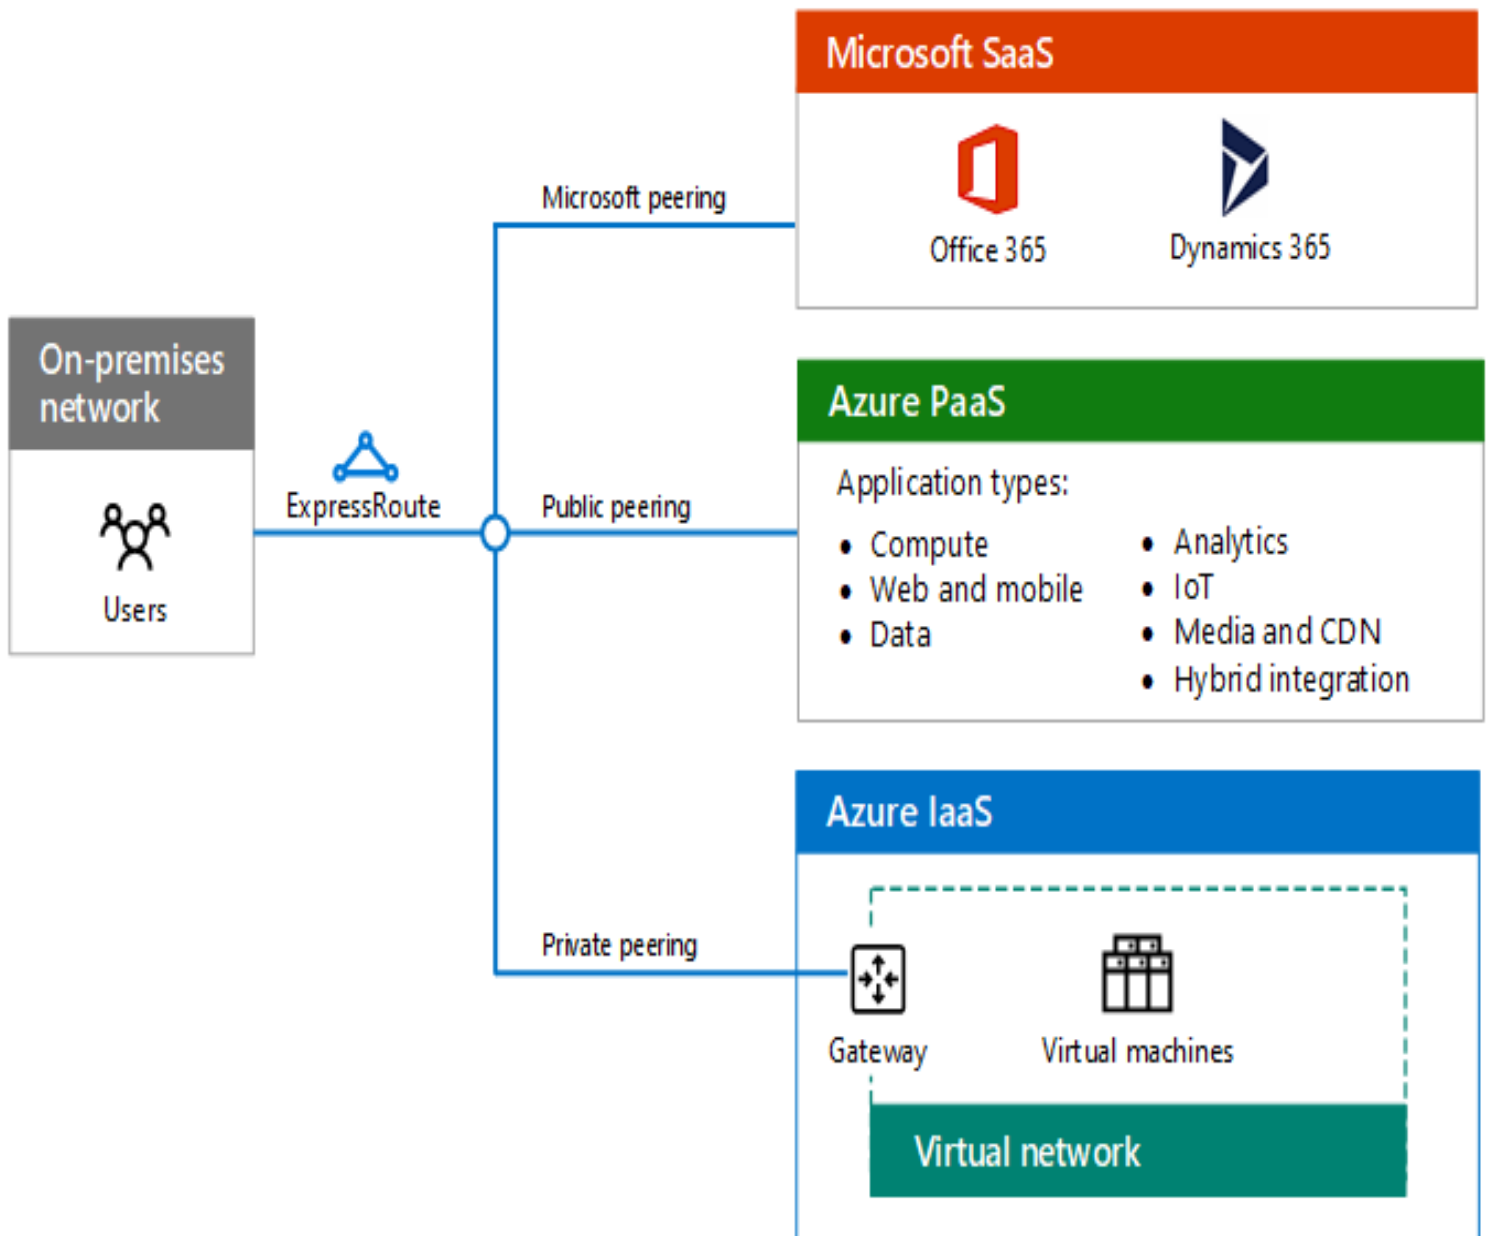 Microsoft SaaS
Office 365
Dynamics 365
Microsoft peering
On-premises
network
Users
ExpressRoute
Public peering
Azure PaaS
Application types:
• Compute
• Web and mobile
• Data
• Analytics
• IoT
• Media and CDN
• Hybrid integration
Private peering
Azure IaaS
Gateway
Virtual machines
Virtual network